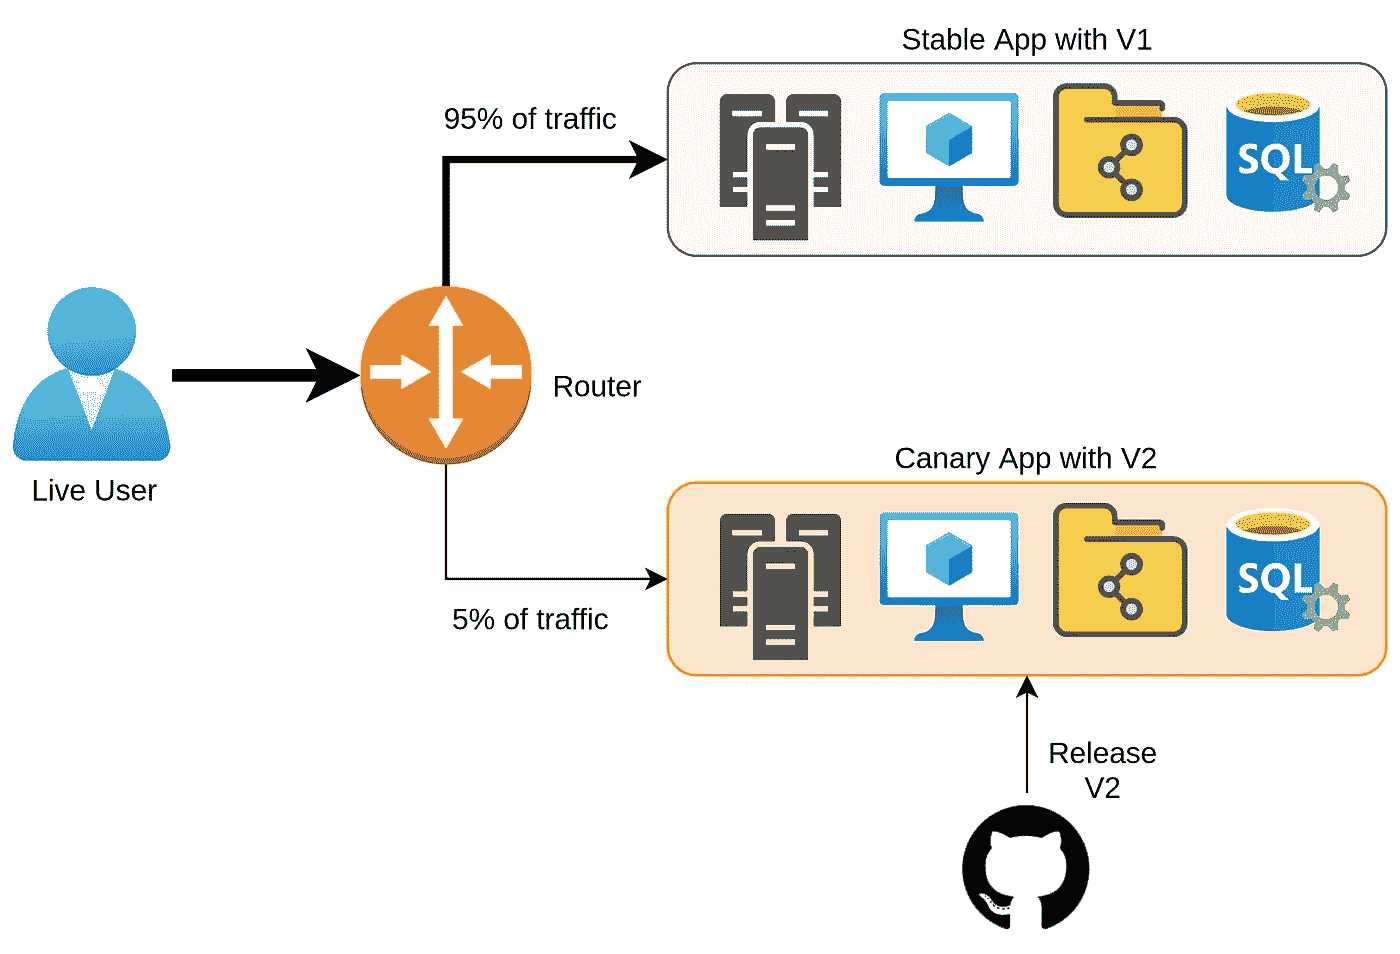 Stable App with V1
95% of traffic
SQL
Router
Live User
Canary App with V2
5% of traffic
SQL
Release
V2